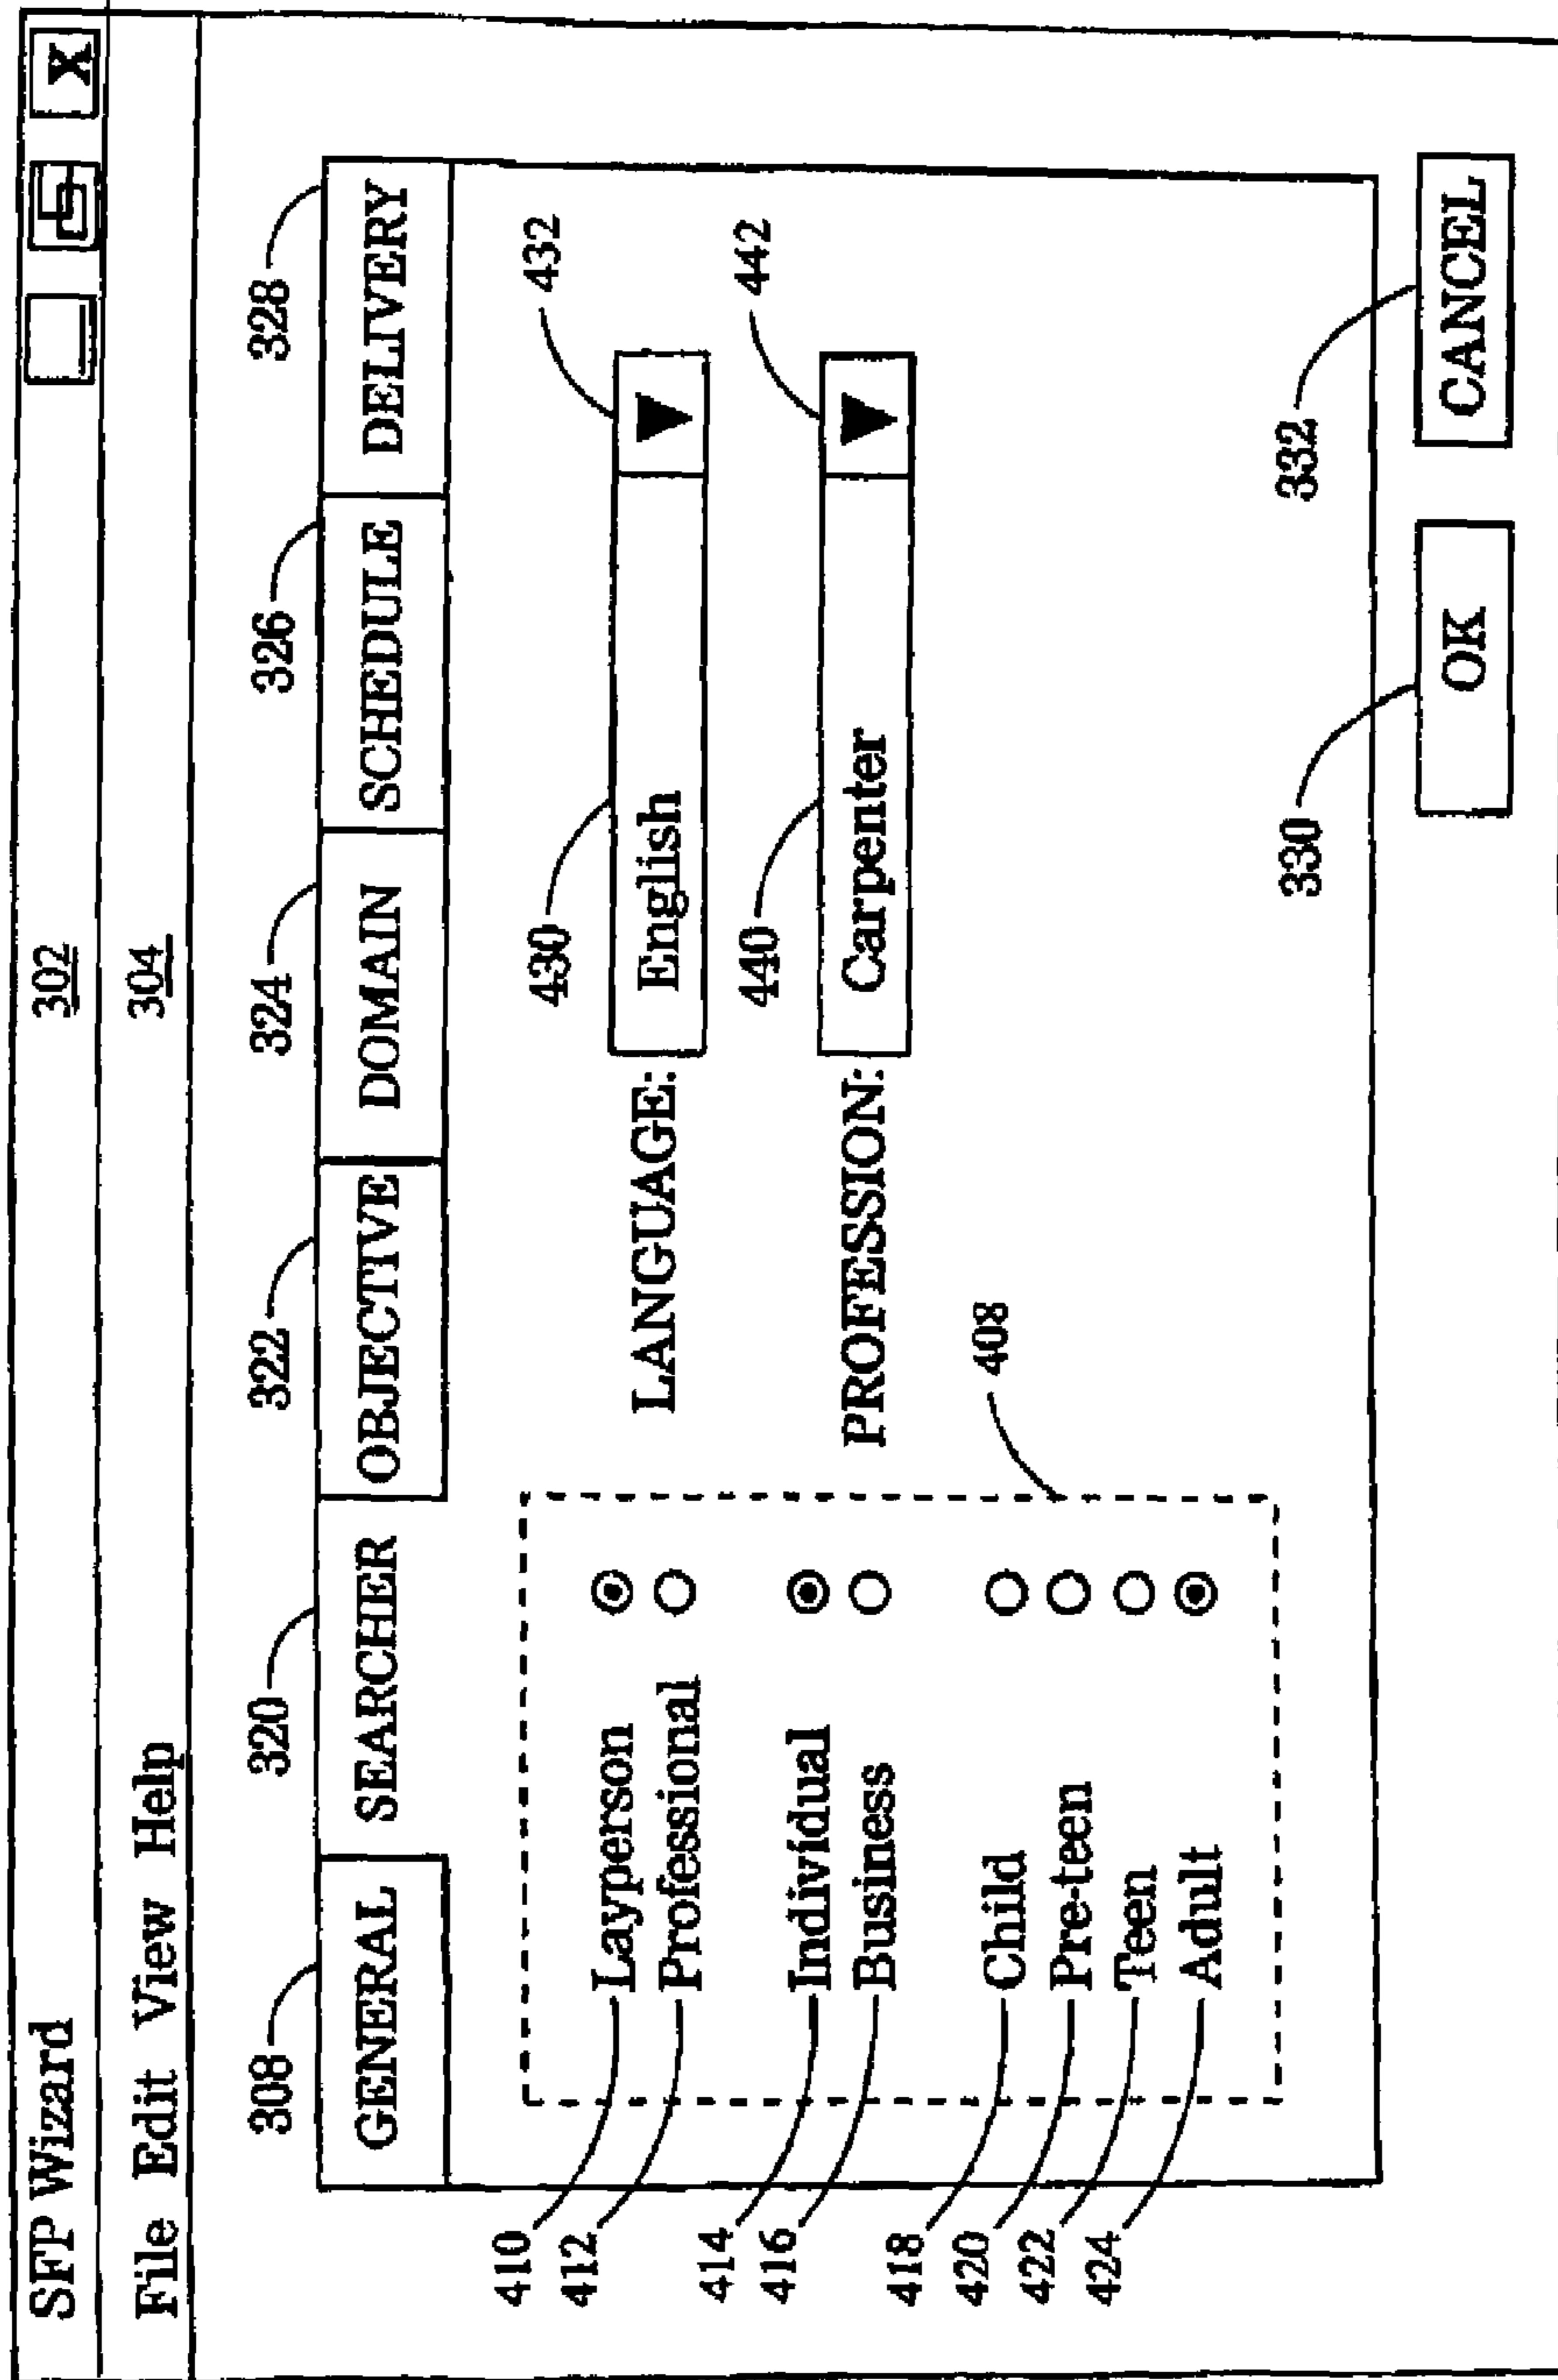 SFP Wizard 302 X
File Edit View Help 304
308 320 322 324 326 328
GENERAL SEARCHER OBJECTIVE DOMAIN SCHEDULE DELIVERY
410 Layperson
412 Professional
414 Individual
416 Business
418 Child
420 Pre-teen
422 Teen
424 Adult
408
430 432
LANGUAGE: English
440 442
PROFESSION: Carpenter
330 332
OK CANCEL